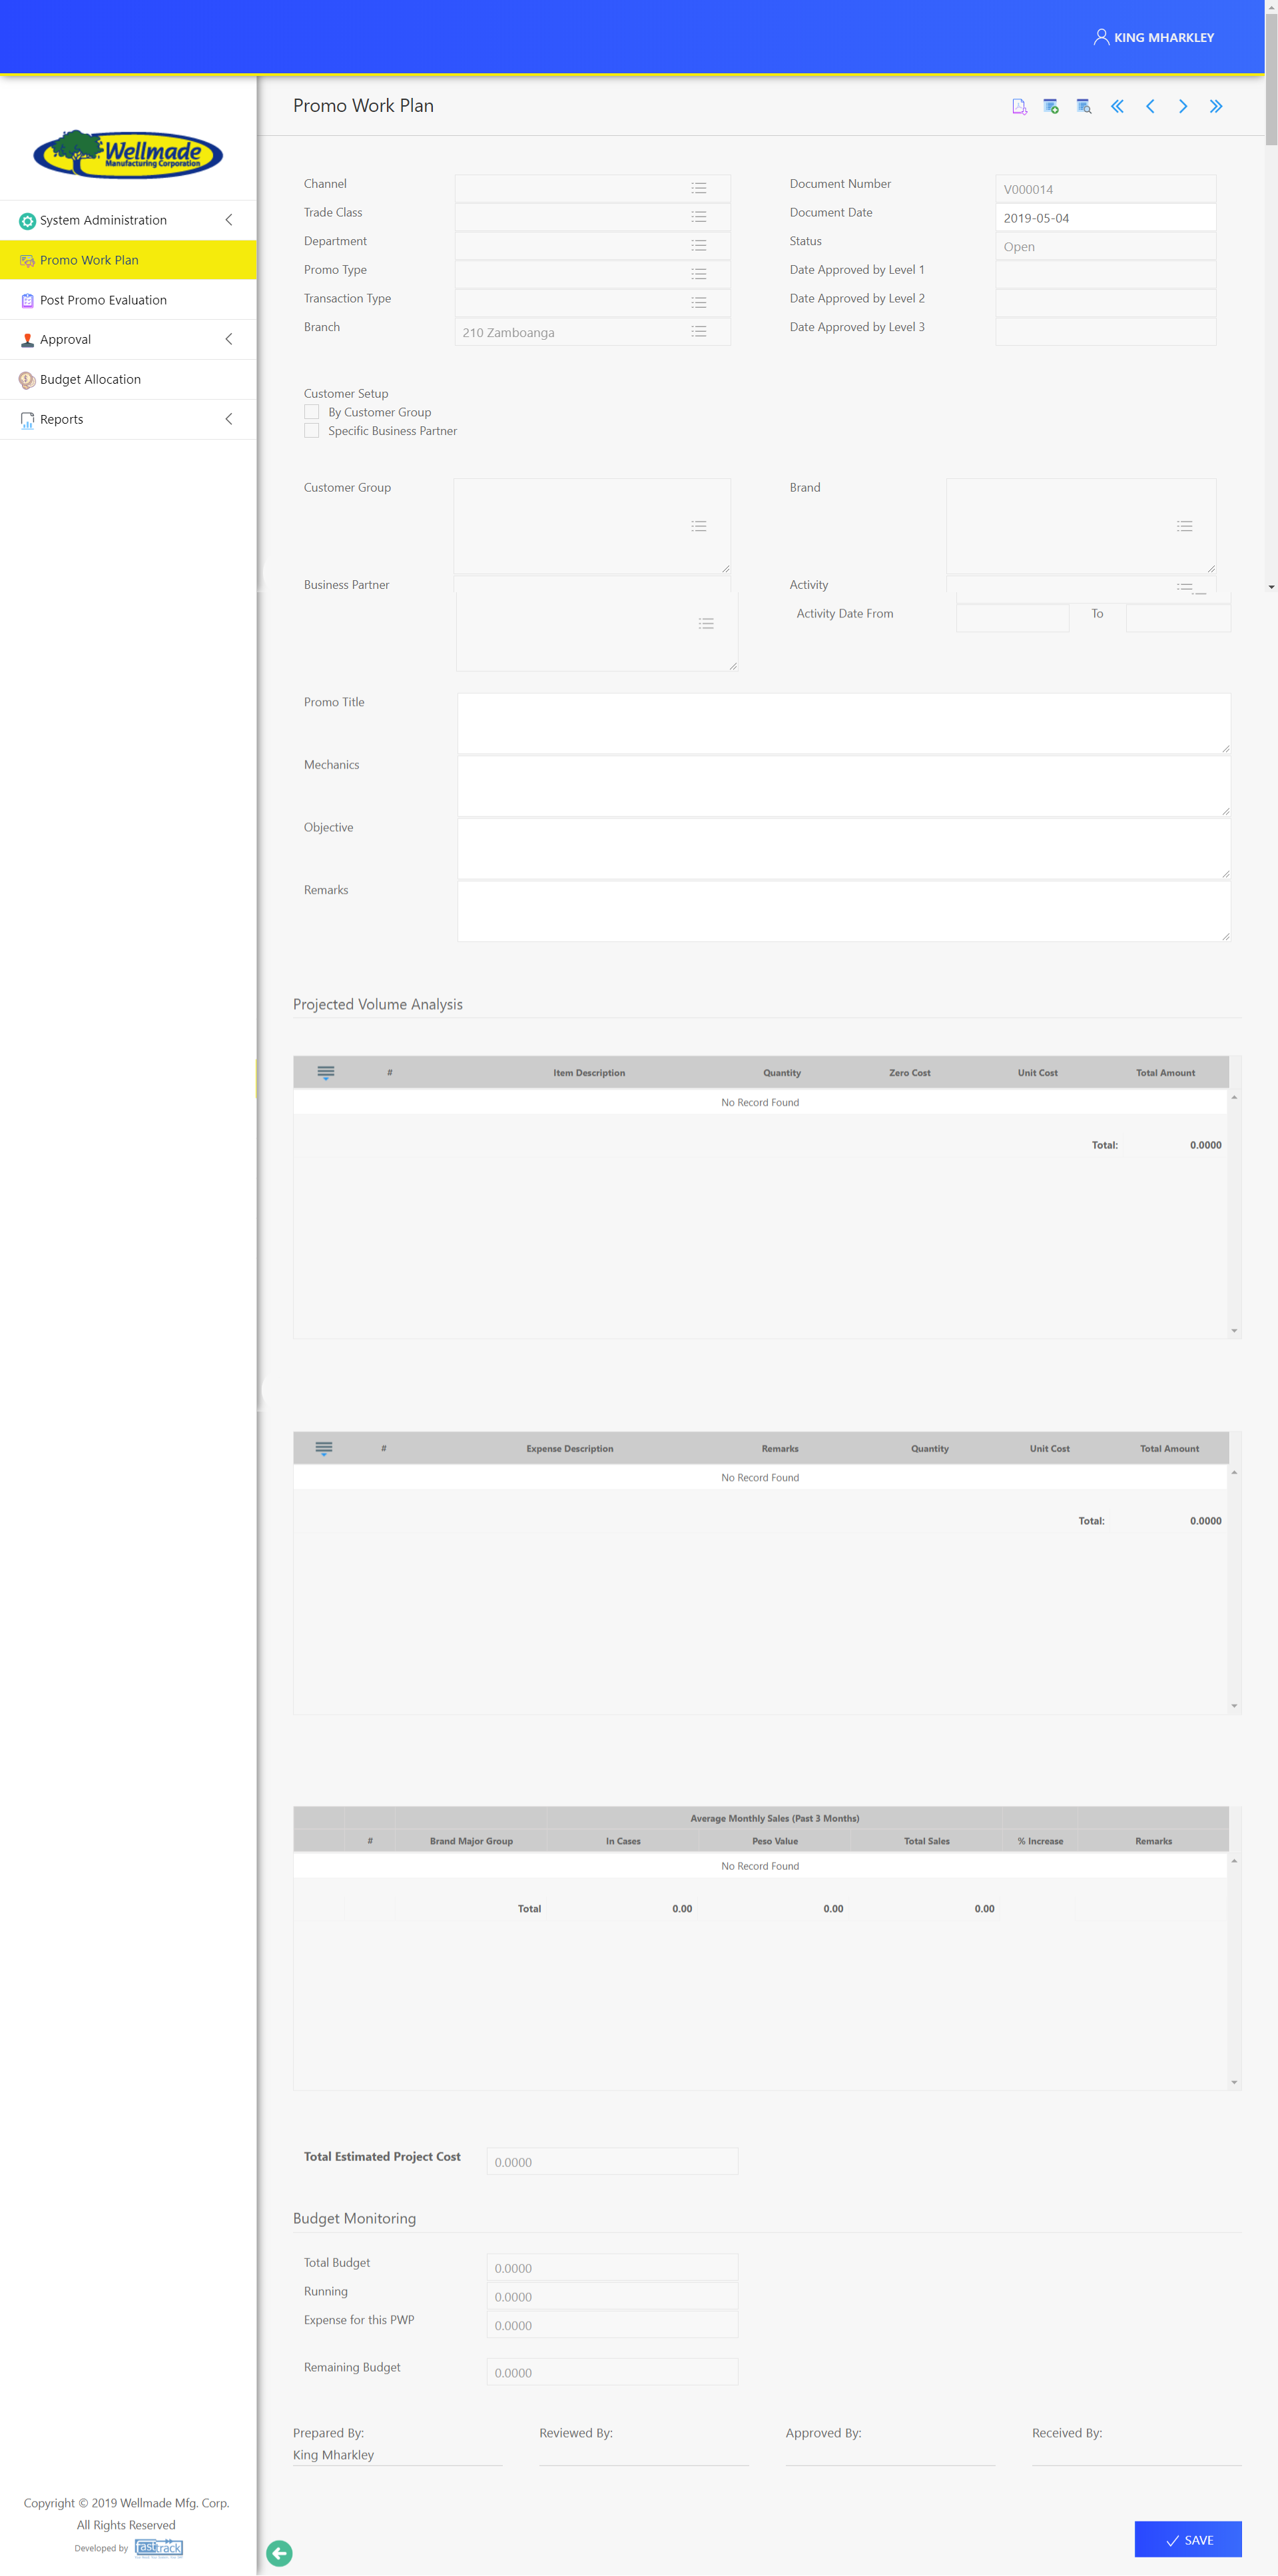 KING MHARKLEY
Wellmade
Manufacturing Corporation
System Administration
Promo Work Plan
Post Promo Evaluation
Approval
Budget Allocation
Reports
Promo Work Plan
Channel
Trade Class
Department
Promo Type
Transaction Type
Branch 210 Zamboanga
Document Number V000014
Document Date 2019-05-04
Status Open
Date Approved by Level 1
Date Approved by Level 2
Date Approved by Level 3
Customer Setup
By Customer Group
Specific Business Partner
Customer Group
Brand
Business Partner
Activity
Activity Date From To
Promo Title
Mechanics
Objective
Remarks
Projected Volume Analysis
# Item Description Quantity Zero Cost Unit Cost Total Amount
No Record Found
Total: 0.0000
# Expense Description Remarks Quantity Unit Cost Total Amount
No Record Found
Total: 0.0000
Average Monthly Sales (Past 3 Months)
# Brand Major Group In Cases Peso Value Total Sales % Increase Remarks
No Record Found
Total 0.00 0.00 0.00
Total Estimated Project Cost 0.0000
Budget Monitoring
Total Budget 0.0000
Running 0.0000
Expense for this PWP 0.0000
Remaining Budget 0.0000
Prepared By: Reviewed By: Approved By: Received By:
King Mharkley
SAVE
Copyright © 2019 Wellmade Mfg. Corp.
All Rights Reserved
Developed by fasttrack